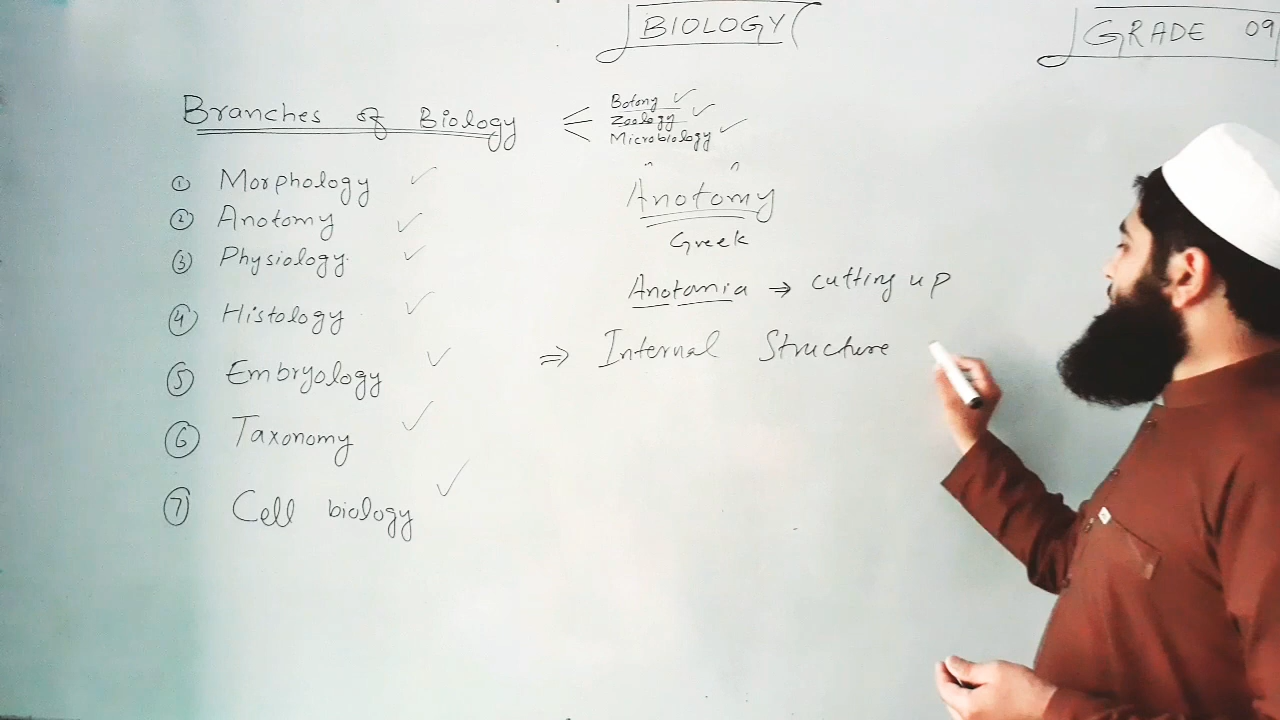 BIOLOGY
GRADE 09
Branches of Biology
Botony
Zoology
Microbiology
1 Morphology
2 Anotomy
3 Physiology.
4 Histology
5 Embryology
6 Taxonomy
7 Cell biology
" Anotomy "
Greek
Anotamia ⇒ cutting up
⇒ Internal Structure